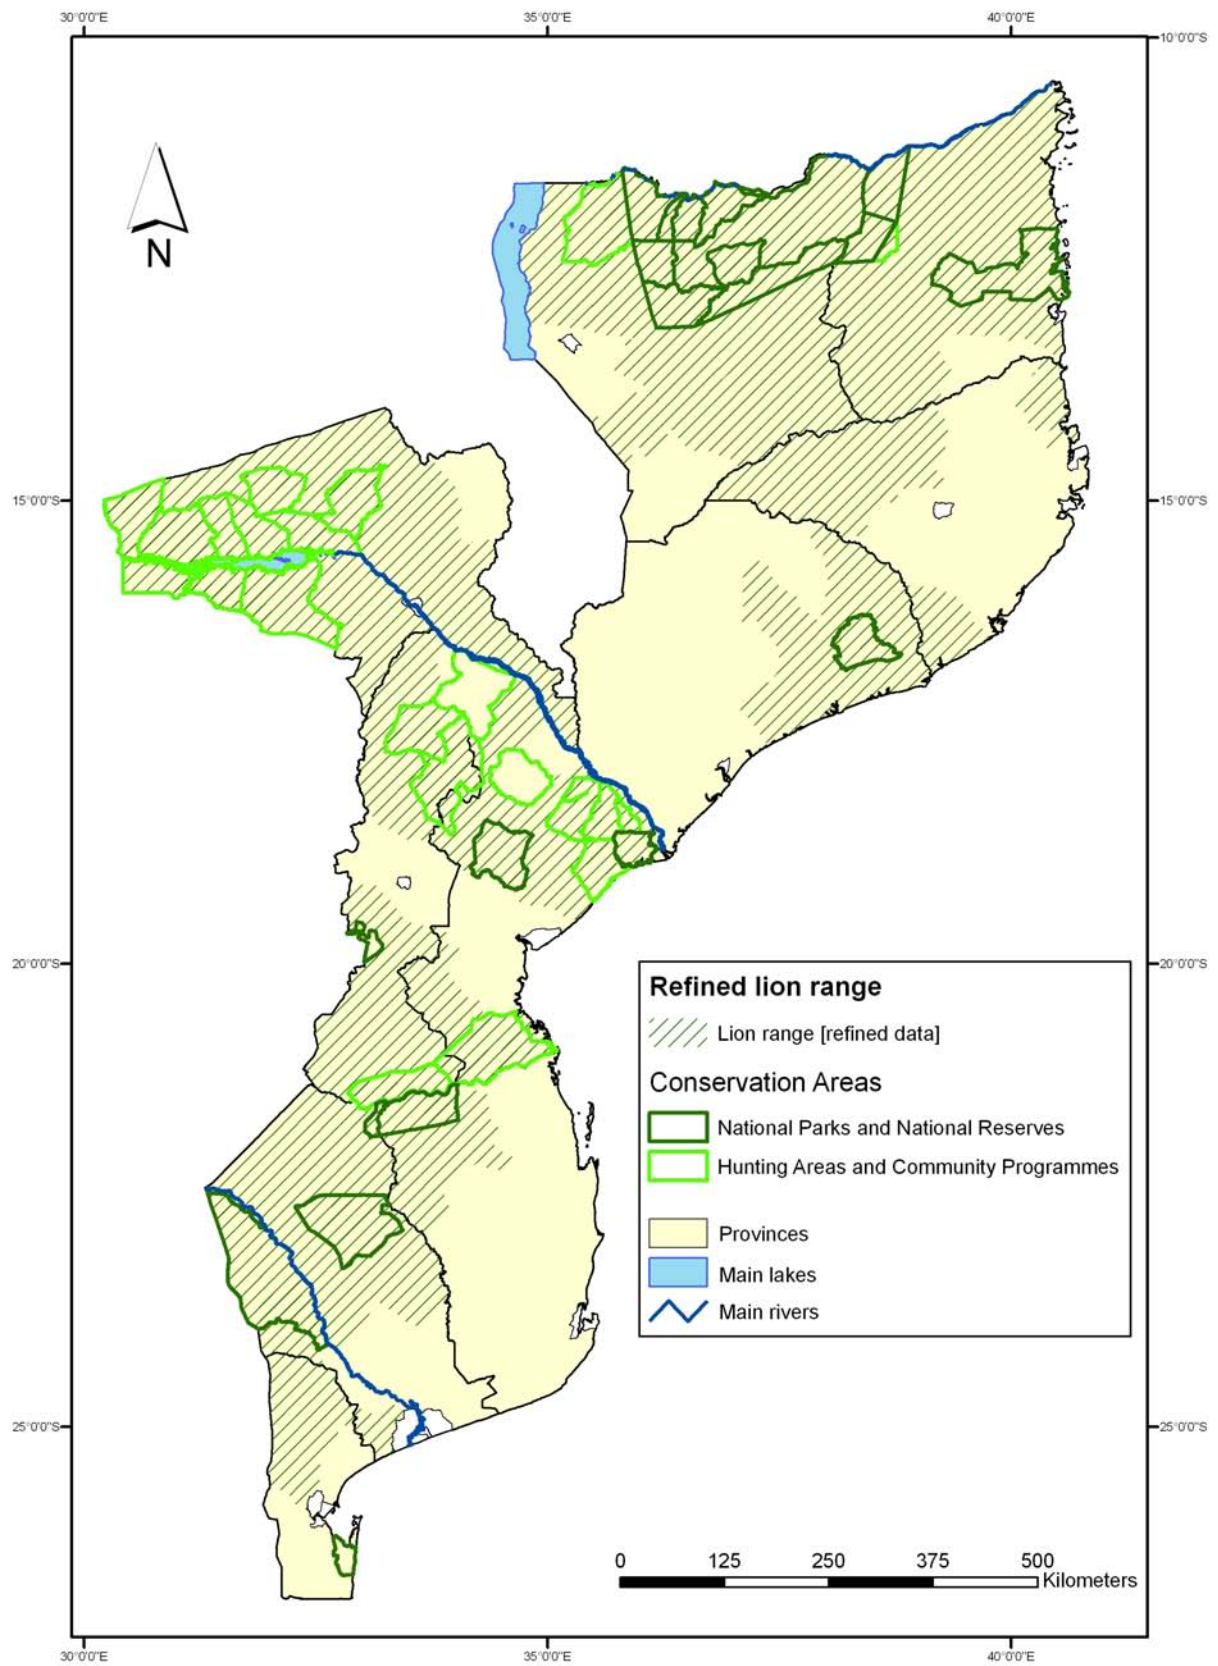 30°0'0"E 35°0'0"E 40°0'0"E
10°0'0"S
N
15°0'0"S 15°0'0"S
20°0'0"S 20°0'0"S
Refined lion range
Lion range [refined data]
Conservation Areas
National Parks and National Reserves
Hunting Areas and Community Programmes
Provinces
Main lakes
Main rivers
25°0'0"S 25°0'0"S
0 125 250 375 500
Kilometers
30°0'0"E 35°0'0"E 40°0'0"E